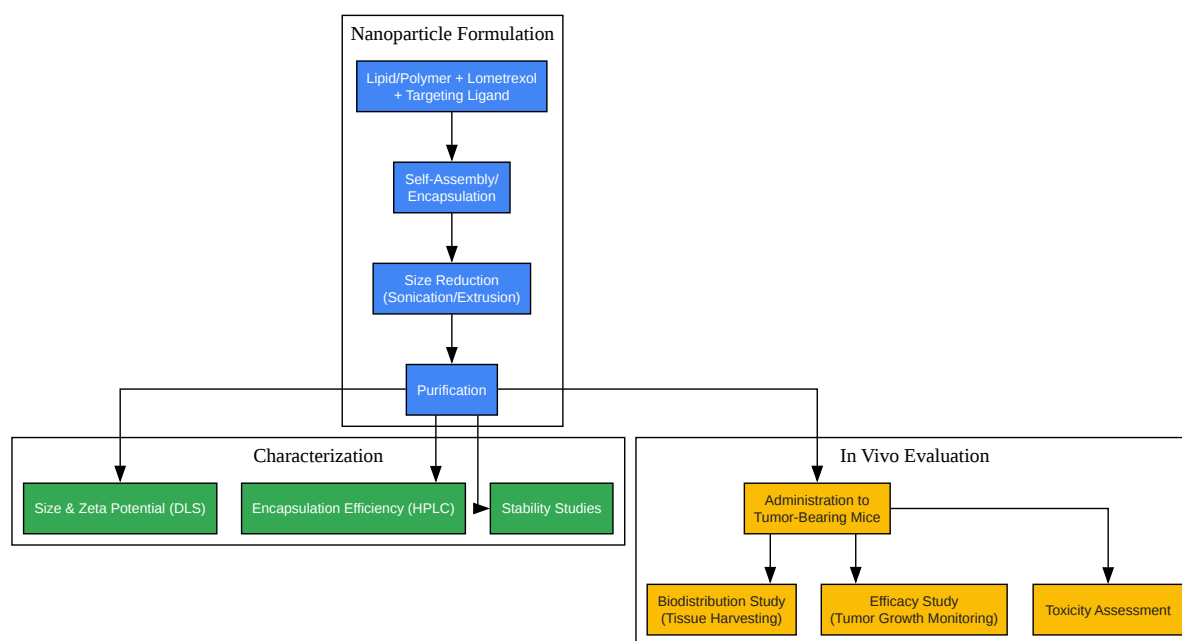 Nanoparticle Formulation
Lipid/Polymer + Lometrexol
+ Targeting Ligand
Self-Assembly/
Encapsulation
Size Reduction
(Sonication/Extrusion)
Purification
Characterization
Size & Zeta Potential (DLS)
Encapsulation Efficiency (HPLC)
Stability Studies
In Vivo Evaluation
Administration to
Tumor-Bearing Mice
Biodistribution Study
(Tissue Harvesting)
Efficacy Study
(Tumor Growth Monitoring)
Toxicity Assessment